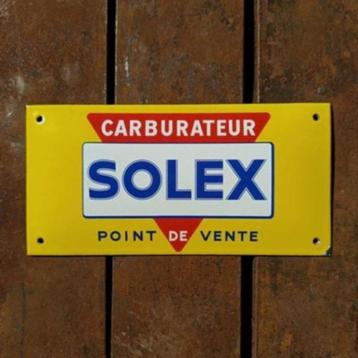 CARBURATEUR
SOLEX
POINT DE VENTE